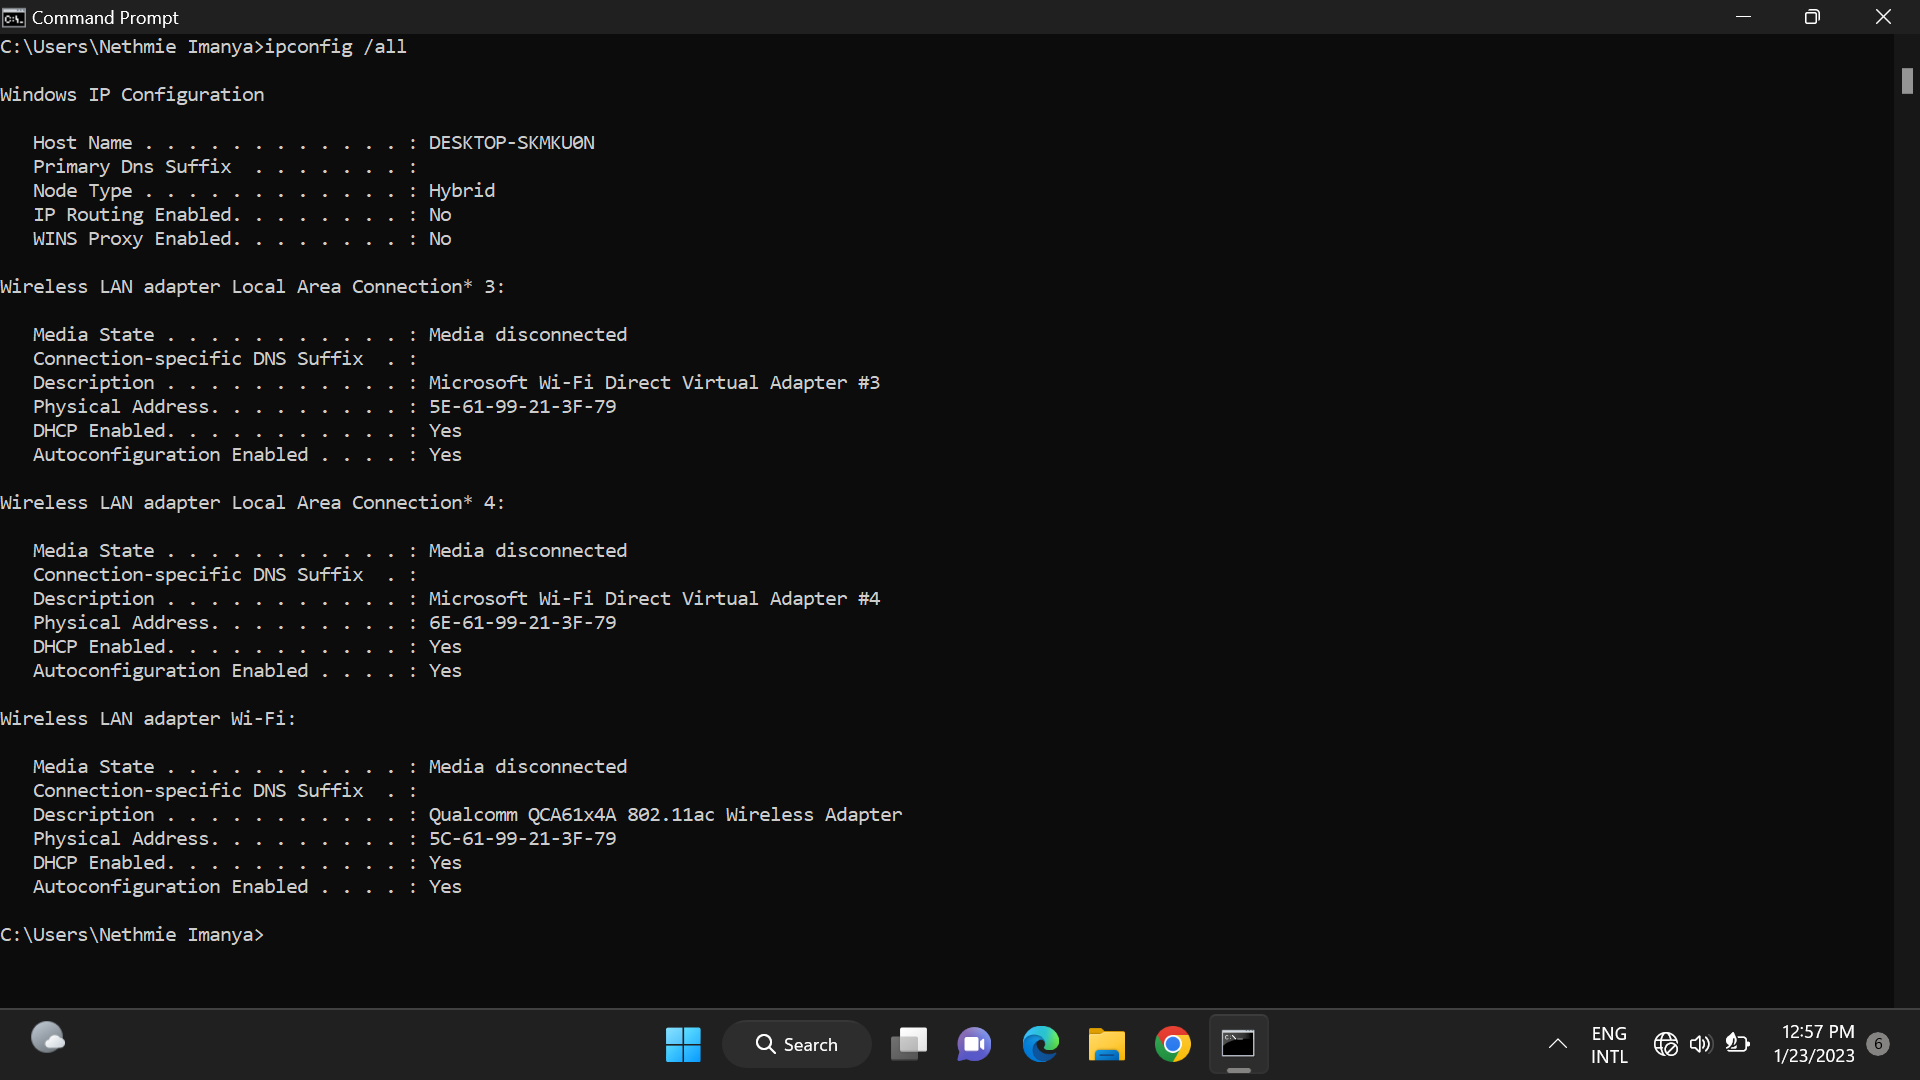 Command Prompt
C:\Users\Nethmie Imanya>ipconfig /all
Windows IP Configuration
Host Name . . . . . . . . . . . . : DESKTOP-SKMKU0N
Primary Dns Suffix  . . . . . . . :
Node Type . . . . . . . . . . . . : Hybrid
IP Routing Enabled. . . . . . . . : No
WINS Proxy Enabled. . . . . . . . : No
Wireless LAN adapter Local Area Connection* 3:
Media State . . . . . . . . . . . : Media disconnected
Connection-specific DNS Suffix  . :
Description . . . . . . . . . . . : Microsoft Wi-Fi Direct Virtual Adapter #3
Physical Address. . . . . . . . . : 5E-61-99-21-3F-79
DHCP Enabled. . . . . . . . . . . : Yes
Autoconfiguration Enabled . . . . : Yes
Wireless LAN adapter Local Area Connection* 4:
Media State . . . . . . . . . . . : Media disconnected
Connection-specific DNS Suffix  . :
Description . . . . . . . . . . . : Microsoft Wi-Fi Direct Virtual Adapter #4
Physical Address. . . . . . . . . : 6E-61-99-21-3F-79
DHCP Enabled. . . . . . . . . . . : Yes
Autoconfiguration Enabled . . . . : Yes
Wireless LAN adapter Wi-Fi:
Media State . . . . . . . . . . . : Media disconnected
Connection-specific DNS Suffix  . :
Description . . . . . . . . . . . : Qualcomm QCA61x4A 802.11ac Wireless Adapter
Physical Address. . . . . . . . . : 5C-61-99-21-3F-79
DHCP Enabled. . . . . . . . . . . : Yes
Autoconfiguration Enabled . . . . : Yes
C:\Users\Nethmie Imanya>
Search
ENG
INTL
12:57 PM
1/23/2023
6